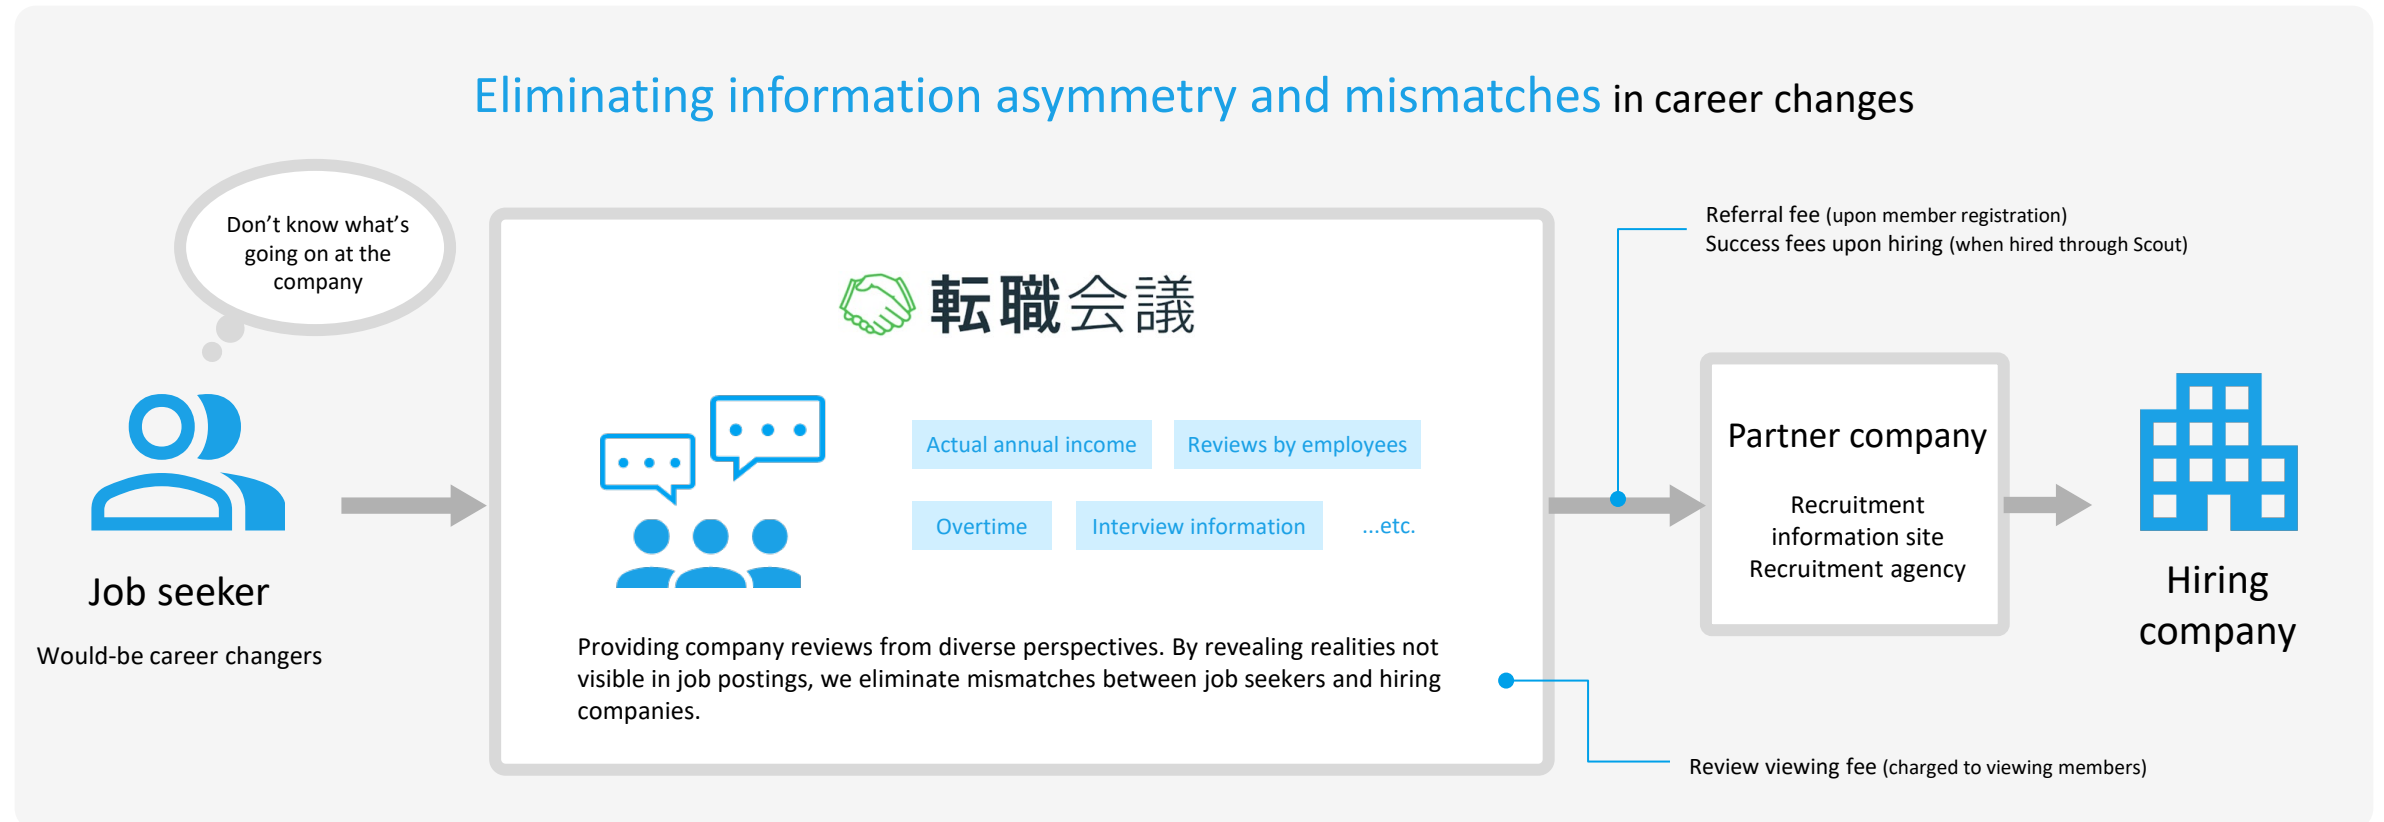 Eliminating information asymmetry and mismatches in career changes
Don't know what's
going on at the
company
Job seeker
Would-be career changers
転職会議
Actual annual income
Reviews by employees
Overtime
Interview information
...etc.
Providing company reviews from diverse perspectives. By revealing realities not
visible in job postings, we eliminate mismatches between job seekers and hiring
companies.
Referral fee (upon member registration)
Success fees upon hiring (when hired through Scout)
Partner company
Recruitment
information site
Recruitment agency
Hiring
company
Review viewing fee (charged to viewing members)